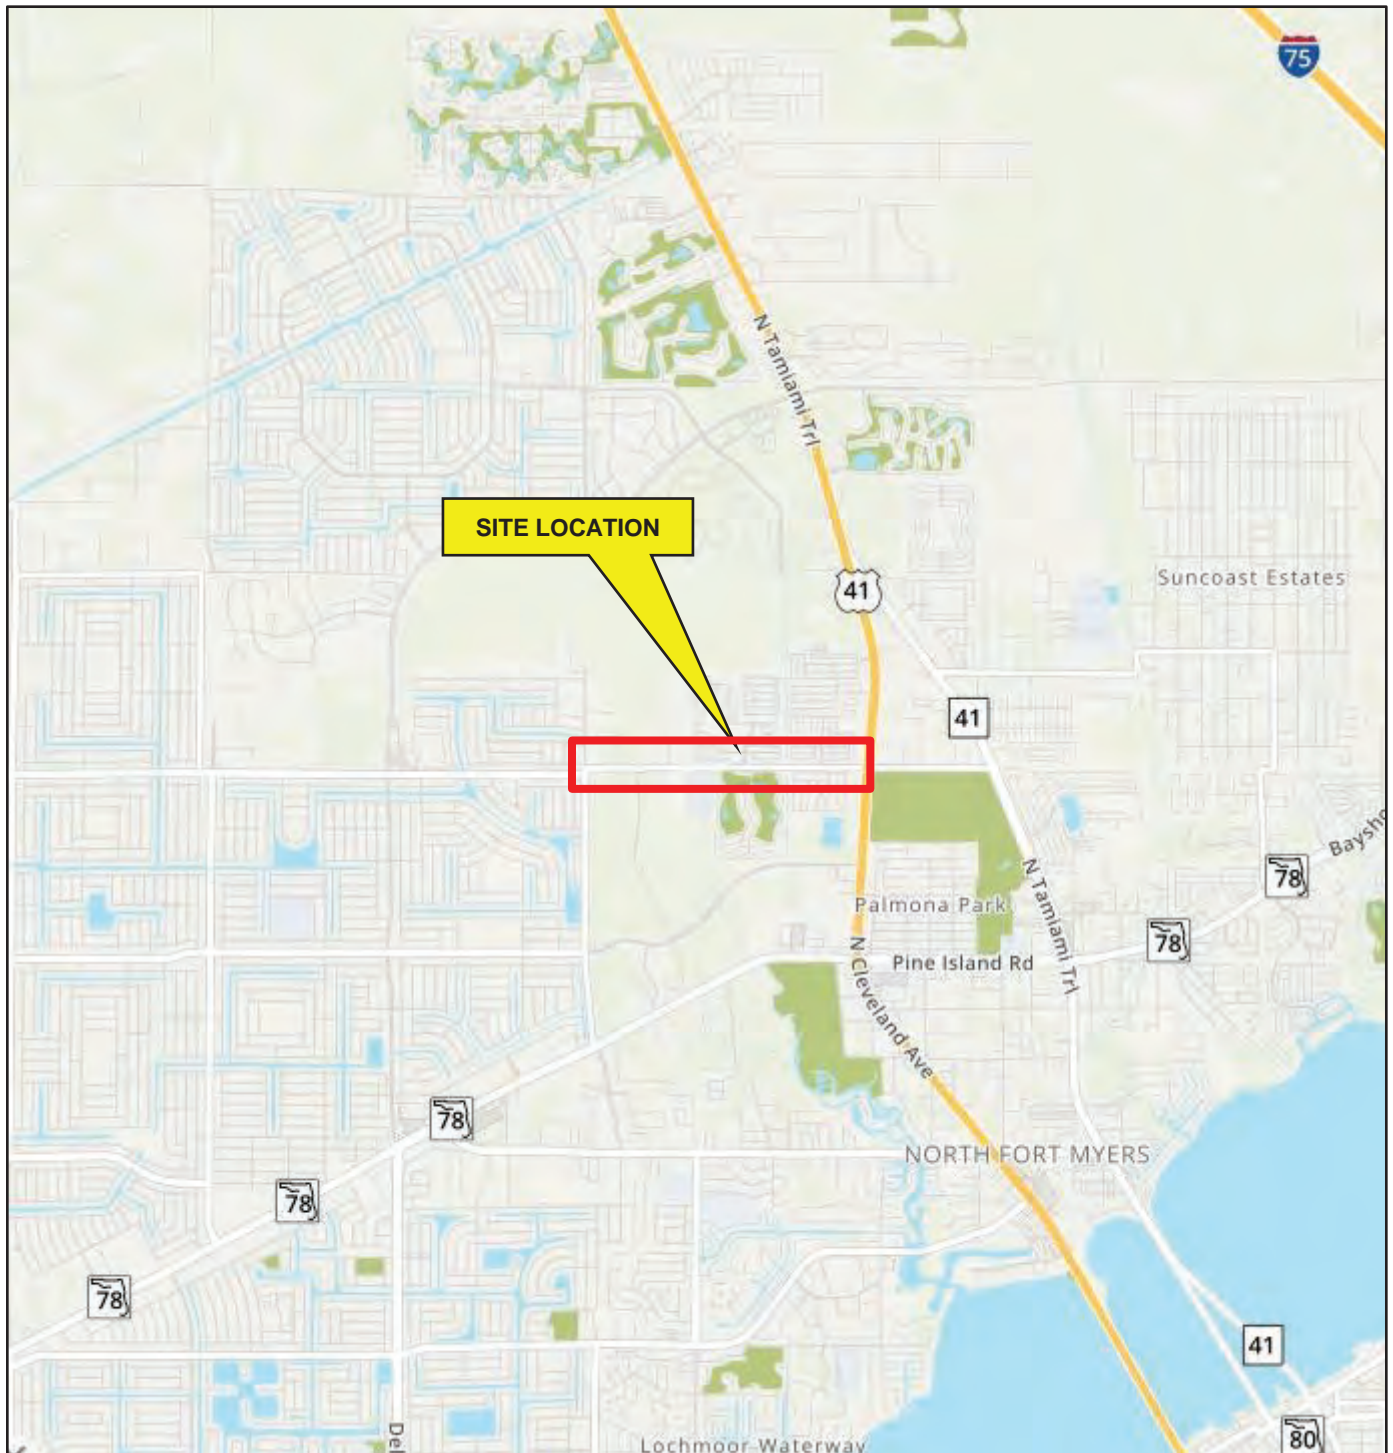 75
N Tamiami Trl
SITE LOCATION
41
Suncoast Estates
41
78
Palmona Park
N Tamiami Trl
78
N Cleveland Ave
Pine Island Rd
78
NORTH FORT MYERS
78
78
41
80
Lochmoor Waterway